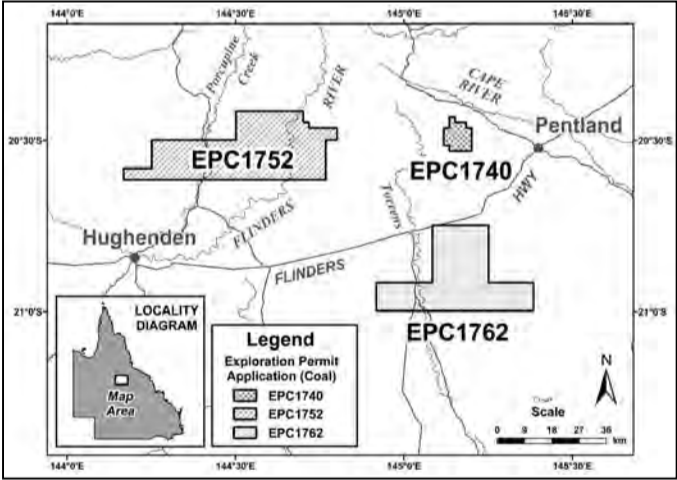 144°0'E 144°30'E 145°0'E 145°30'E
Porcupine
Creek
RIVER
CAPE
RIVER
Pentland
20°30'S 20°30'S
EPC1752
EPC1740
Torrens
HWY
FLINDERS
Hughenden
FLINDERS
21°0'S 21°0'S
EPC1762
LOCALITY
DIAGRAM
Map
Area
Legend
Exploration Permit
Application (Coal)
EPC1740
EPC1752
EPC1762
N
Scale
0 9 18 27 36
km
144°0'E 144°30'E 145°0'E 145°30'E